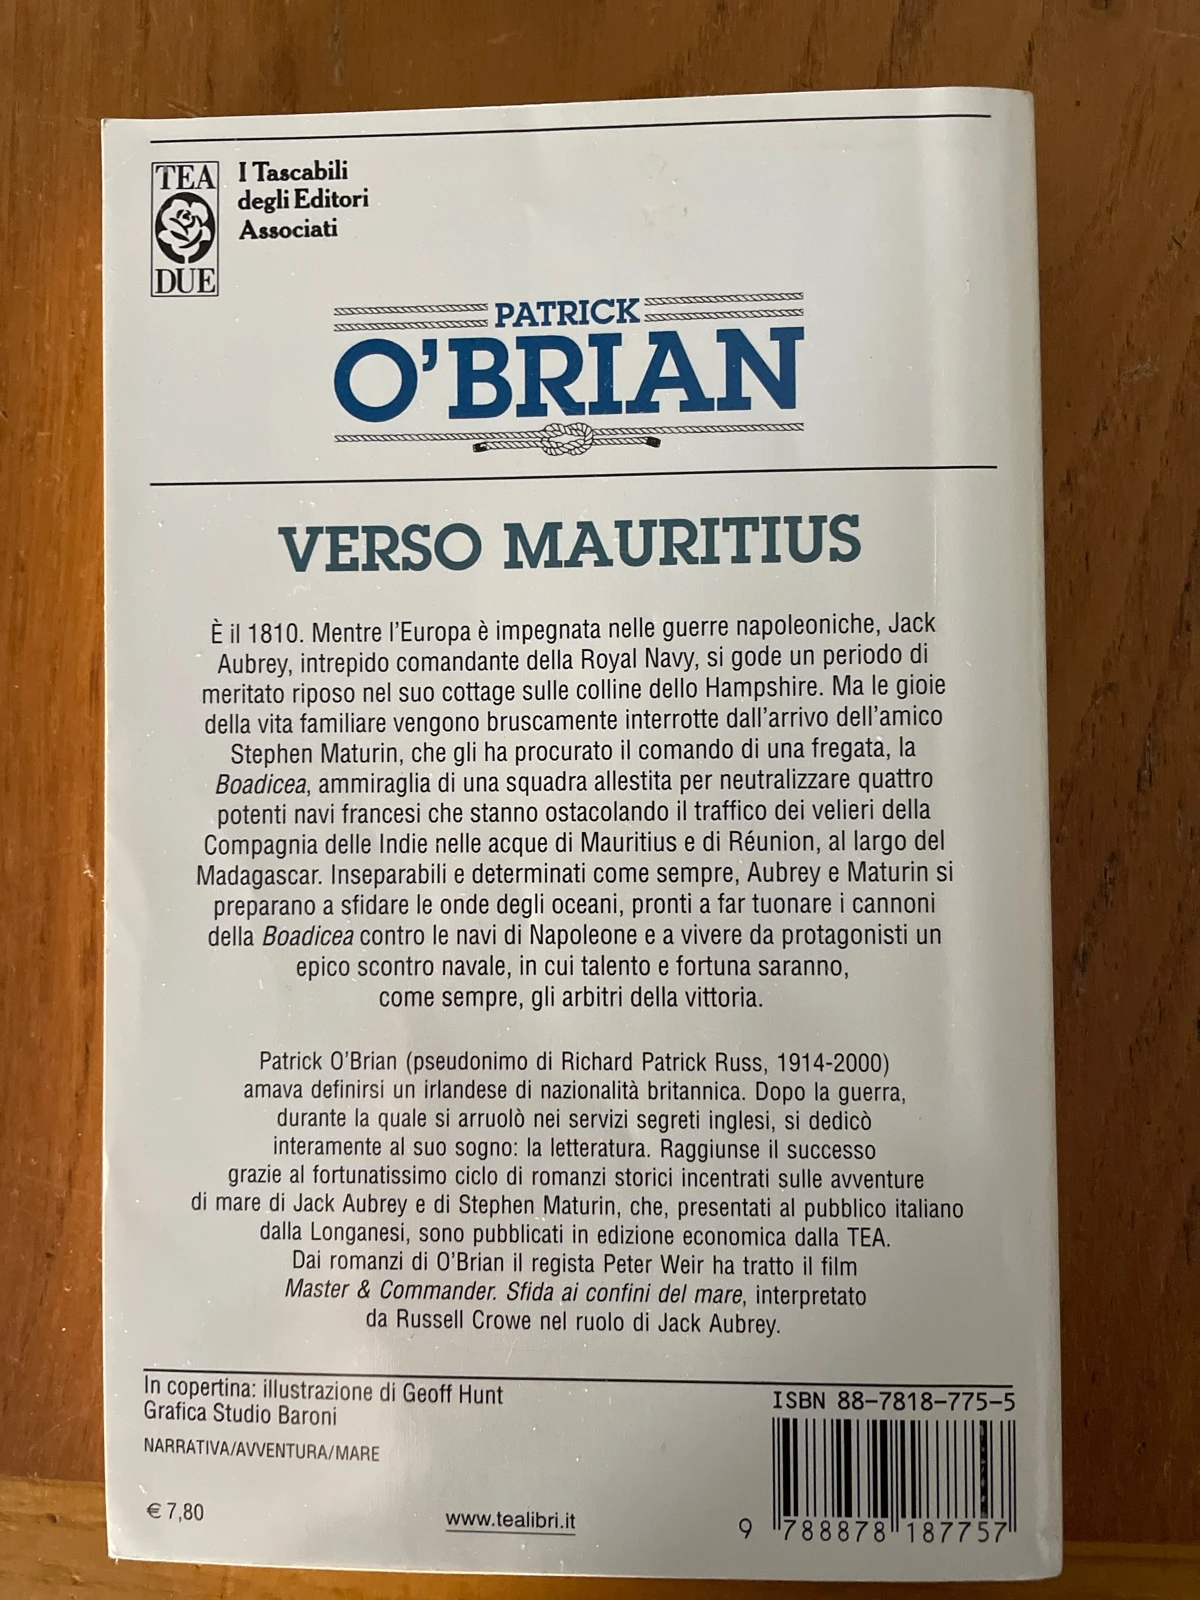 TEA
DUE
I Tascabili
degli Editori
Associati
PATRICK
O'BRIAN
VERSO MAURITIUS
È il 1810. Mentre l'Europa è impegnata nelle guerre napoleoniche, Jack
Aubrey, intrepido comandante della Royal Navy, si gode un periodo di
meritato riposo nel suo cottage sulle colline dello Hampshire. Ma le gioie
della vita familiare vengono bruscamente interrotte dall'arrivo dell'amico
Stephen Maturin, che gli ha procurato il comando di una fregata, la
Boadicea, ammiraglia di una squadra allestita per neutralizzare quattro
potenti navi francesi che stanno ostacolando il traffico dei velieri della
Compagnia delle Indie nelle acque di Mauritius e di Réunion, al largo del
Madagascar. Inseparabili e determinati come sempre, Aubrey e Maturin si
preparano a sfidare le onde degli oceani, pronti a far tuonare i cannoni
della Boadicea contro le navi di Napoleone e a vivere da protagonisti un
epico scontro navale, in cui talento e fortuna saranno,
come sempre, gli arbitri della vittoria.
Patrick O'Brian (pseudonimo di Richard Patrick Russ, 1914-2000)
amava definirsi un irlandese di nazionalità britannica. Dopo la guerra,
durante la quale si arruolò nei servizi segreti inglesi, si dedicò
interamente al suo sogno: la letteratura. Raggiunse il successo
grazie al fortunatissimo ciclo di romanzi storici incentrati sulle avventure
di mare di Jack Aubrey e di Stephen Maturin, che, presentati al pubblico italiano
dalla Longanesi, sono pubblicati in edizione economica dalla TEA.
Dai romanzi di O'Brian il regista Peter Weir ha tratto il film
Master & Commander. Sfida ai confini del mare, interpretato
da Russell Crowe nel ruolo di Jack Aubrey.
In copertina: illustrazione di Geoff Hunt
Grafica Studio Baroni
NARRATIVA/AVVENTURA/MARE
€ 7,80
www.tealibri.it
ISBN 88-7818-775-5
9 788878 187757